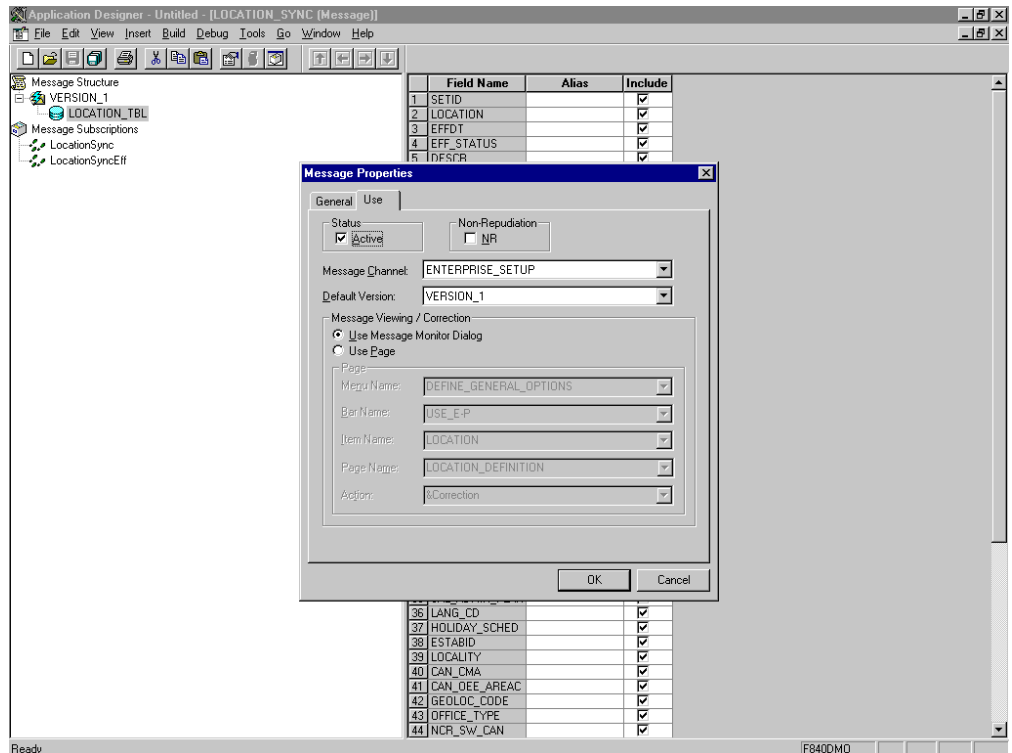 Application Designer - Untitled - [LOCATION_SYNC (Message)]
File Edit View Insert Build Debug Tools Go Window Help
Message Structure
VERSION_1
LOCATION_TBL
Message Subscriptions
LocationSync
LocationSyncEff
Field Name Alias Include
1 SETID
2 LOCATION
3 EFFDT
4 EFF_STATUS
5 DESCR
Message Properties
General Use
Status
Active
Non-Repudiation
NR
Message Channel: ENTERPRISE_SETUP
Default Version: VERSION_1
Message Viewing / Correction
Use Message Monitor Dialog
Use Page
Page
Menu Name: DEFINE_GENERAL_OPTIONS
Bar Name: USE_E-P
Item Name: LOCATION
Page Name: LOCATION_DEFINITION
Action: &Correction
OK Cancel
36 LANG_CD
37 HOLIDAY_SCHED
38 ESTABID
39 LOCALITY
40 CAN_CMA
41 CAN_OEE_AREAC
42 GEOLOC_CODE
43 OFFICE_TYPE
44 NCR_SW_CAN
Ready F840DMO